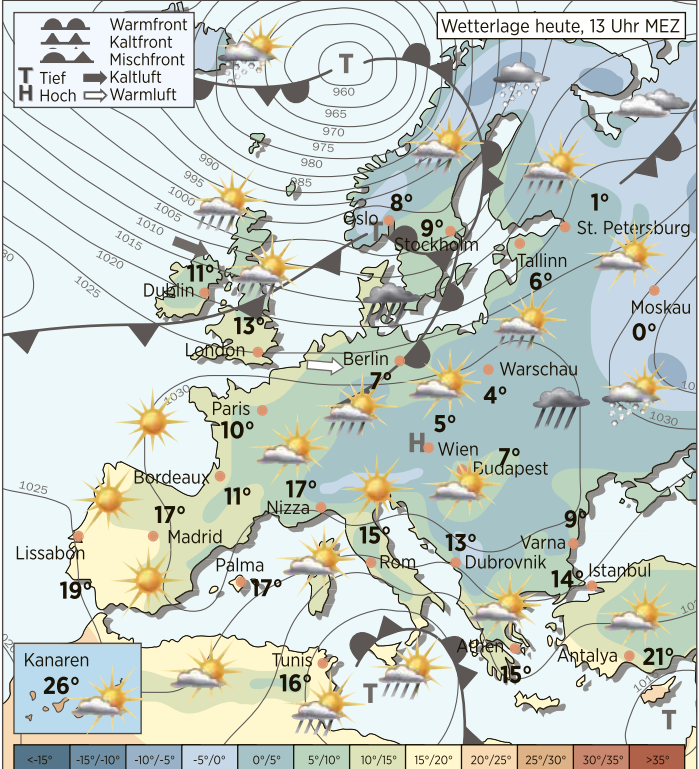 Wetterlage heute, 13 Uhr MEZ
Warmfront
Kaltfront
Mischfront
T Tief Kaltluft
H Hoch Warmluft
T
960
965
970
975
980
985
990
995
1000
1005
1010
1015
1020
1025
8°
Oslo
T
9°
Stockholm
1°
St. Petersburg
Tallinn
6°
11°
Dublin
Moskau
0°
13°
London
Berlin
7°
Warschau
4°
1030
1030
Paris
10°
5°
H Wien
7°
Budapest
Bordeaux
11°
17°
Nizza
1025
17°
Madrid
Lissabon
19°
Palma
17°
15°
Rom
13°
Dubrovnik
9°
Varna
14° Istanbul
Athen
15°
Antalya 21°
T
Kanaren
26°
Tunis
16°
T
<-15° -15°/-10° -10°/-5° -5°/0° 0°/5° 5°/10° 10°/15° 15°/20° 20°/25° 25°/30° 30°/35° >35°